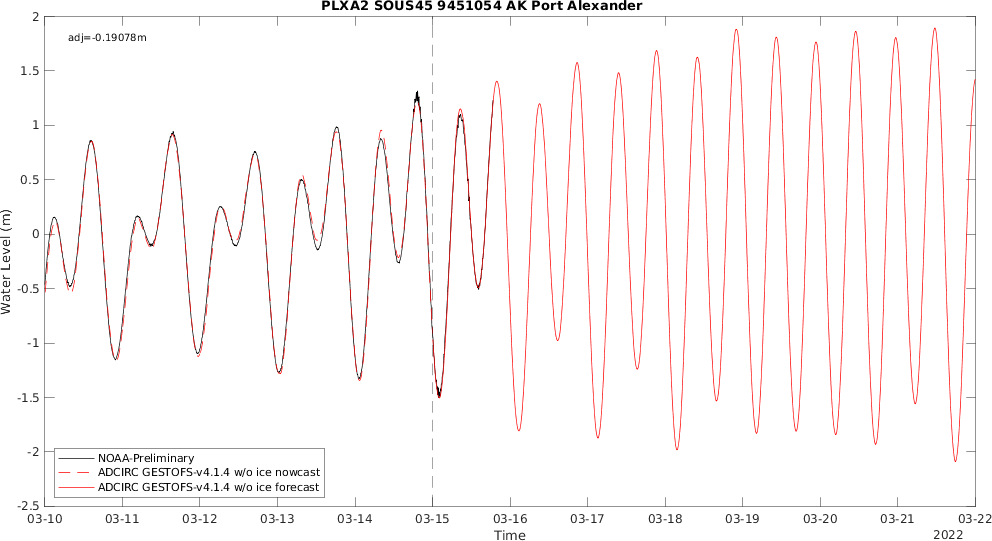 PLXA2 SOUS45 9451054 AK Port Alexander
adj=-0.19078m
2
1.5
1
0.5
0
-0.5
-1
-1.5
-2
-2.5
Water Level (m)
NOAA-Preliminary
ADCIRC GESTOFS-v4.1.4 w/o ice nowcast
ADCIRC GESTOFS-v4.1.4 w/o ice forecast
03-10 03-11 03-12 03-13 03-14 03-15 03-16 03-17 03-18 03-19 03-20 03-21 03-22
Time
2022